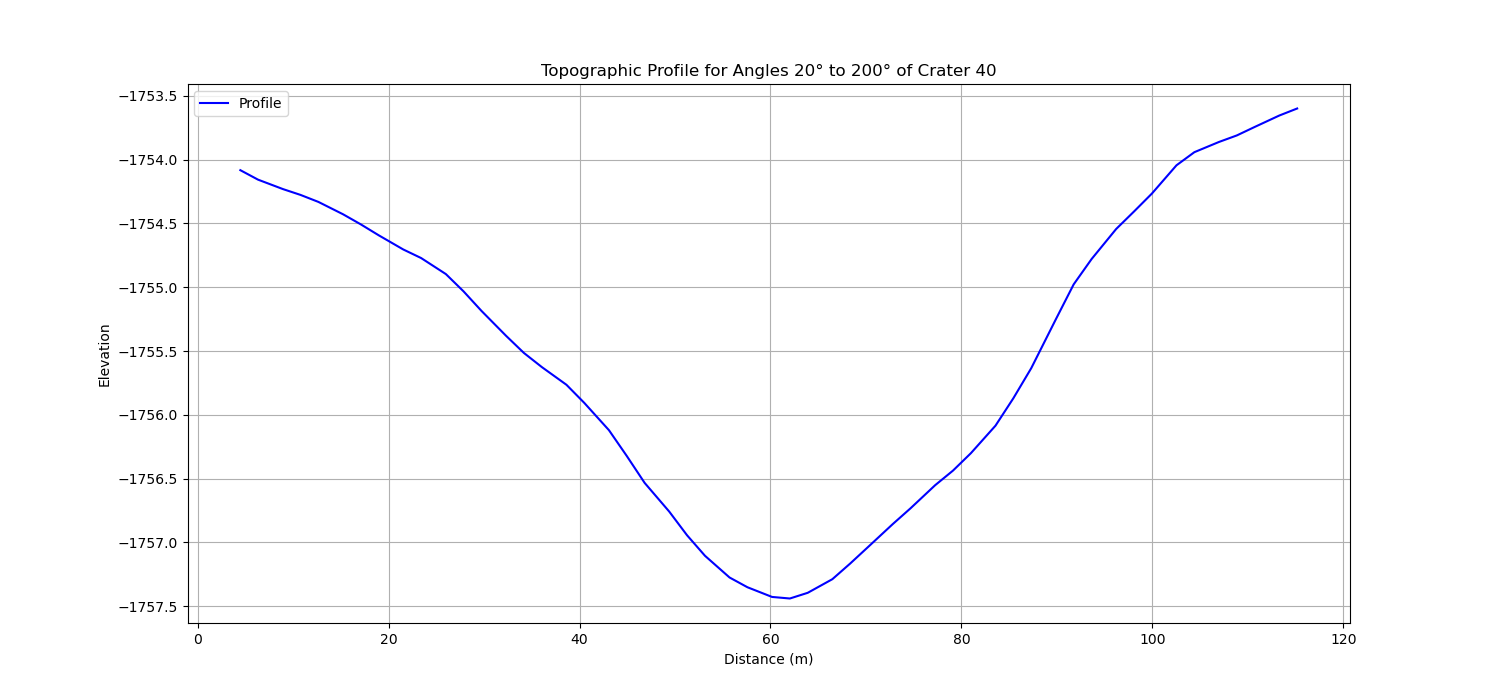 Topographic Profile for Angles 20° to 200° of Crater 40
Profile
−1753.5
−1754.0
−1754.5
−1755.0
−1755.5
−1756.0
−1756.5
−1757.0
−1757.5
Elevation
0 20 40 60 80 100 120
Distance (m)